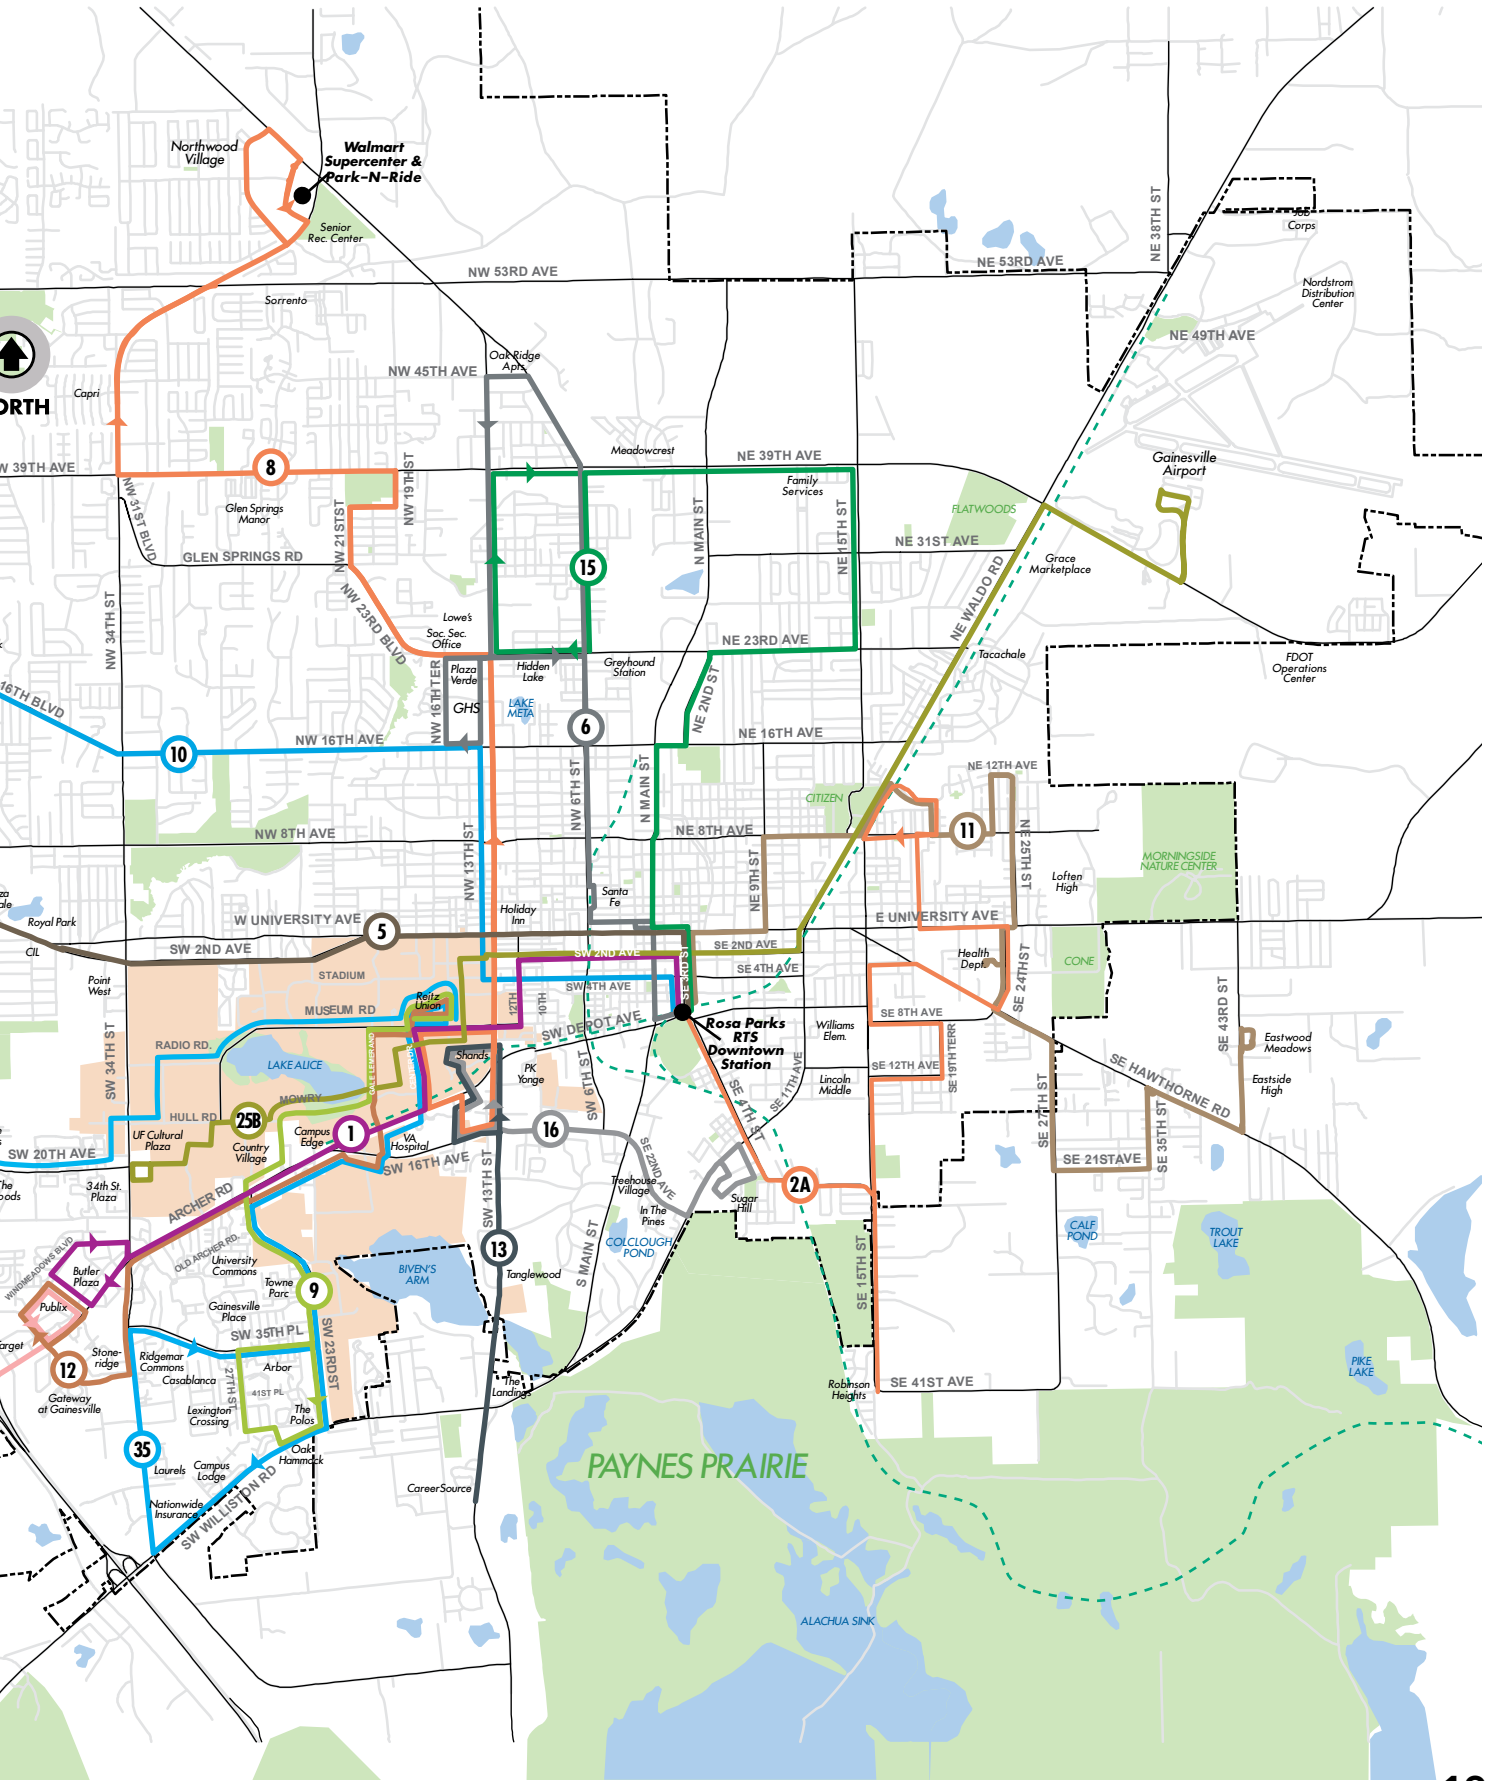 Northwood
Village
Walmart
Supercenter &
Park-N-Ride
Senior
Rec. Center
NW 53RD AVE
NE 53RD AVE
NE 38TH ST
Job
Corps
Nordstrom
Distribution
Center
NE 49TH AVE
Sorrento
ORTH
Capri
Oak Ridge
Apts.
NW 45TH AVE
Meadowcrest
NE 39TH AVE
W 39TH AVE
8
NW 19TH ST
Family
Services
Gainesville
Airport
NW 31ST BLVD
Glen Springs
Manor
NW 21ST ST
N MAIN ST
NE 15TH ST
FLATWOODS
GLEN SPRINGS RD
15
NE 31ST AVE
Grace
Marketplace
NW 34TH ST
NW 23RD BLVD
Lowe's
Soc. Sec.
Office
NE WALDO RD
NE 23RD AVE
Tacachale
Plaza
Verde
Hidden
Lake
Greyhound
Station
FDOT
Operations
Center
16TH BLVD
NW 16TH TER
GHS
LAKE
META
NE 2ND ST
6
10
NW 16TH AVE
NE 16TH AVE
NW 6TH ST
N MAIN ST
NE 12TH AVE
CITIZEN
NW 8TH AVE
NW 13TH ST
NE 8TH AVE
11
NE 25TH ST
NE 9TH ST
MORNINGSIDE
NATURE CENTER
Loften
High
Royal Park
CIL
W UNIVERSITY AVE
5
Holiday
Inn
Santa
Fe
E UNIVERSITY AVE
SW 2ND AVE
SW 2ND AVE
SE 2ND AVE
SE 3RD ST
Health
Dept.
SE 24TH ST
CONE
Point
West
STADIUM
SE 4TH AVE
SW 4TH AVE
Reitz
Union
12TH
10TH
MUSEUM RD
SW DEPOT AVE
Rosa Parks
RTS
Downtown
Station
Williams
Elem.
SE 8TH AVE
SE 43RD ST
Eastwood
Meadows
SW 34TH ST
RADIO RD.
LAKE ALICE
GALE LEMERAND
Shands
PK
Yonge
SW 6TH ST
SE 11TH AVE
SE 12TH AVE
SE 19TH TERR
SE HAWTHORNE RD
Eastside
High
Lincoln
Middle
MOWRY
HULL RD
25B
SE 4TH ST
SE 27TH ST
SE 35TH ST
UF Cultural
Plaza
Campus
Edge
1
VA
Hospital
16
SW 20TH AVE
Country
Village
SW 16TH AVE
SE 22ND AVE
SE 21ST AVE
34th St.
Plaza
ARCHER RD
SW 13TH ST
Treehouse
Village
Sugar
Hill
2A
In The
Pines
WINDMEADOWS BLVD
OLD ARCHER RD.
S MAIN ST
COLCLOUGH
POND
CALF
POND
TROUT
LAKE
13
University
Commons
BIVEN'S
ARM
Tanglewood
SE 15TH ST
Butler
Plaza
Towne
Parc
9
Publix
Gainesville
Place
SW 35TH PL
SW 23RD ST
Stone-
ridge
Ridgemar
Commons
Casablanca
Arbor
27TH ST
41ST PL
12
Gateway
at Gainesville
Lexington
Crossing
The
Polos
The
Landings
Robinson
Heights
SE 41ST AVE
PIKE
LAKE
35
Oak
Hammock
Laurels
Campus
Lodge
CareerSource
PAYNES PRAIRIE
Nationwide
Insurance
SW WILLISTON RD
ALACHUA SINK